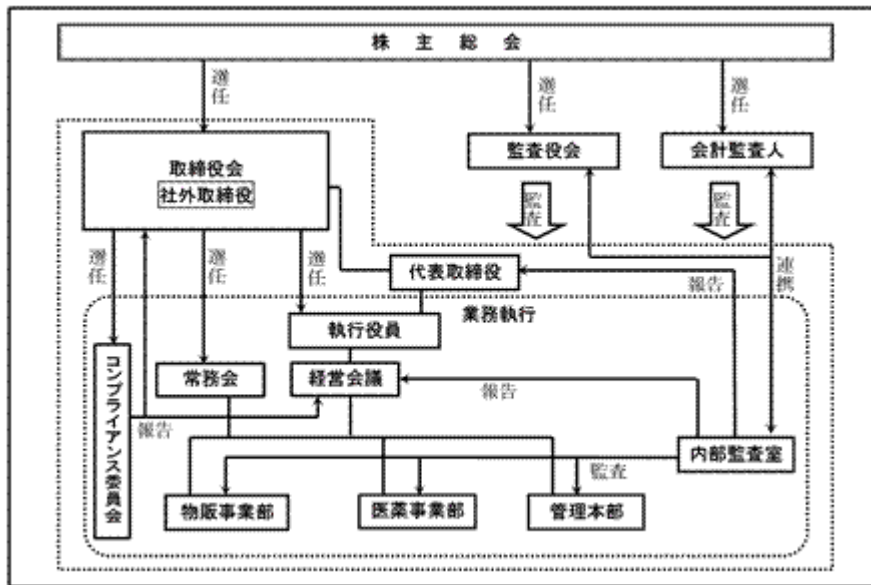 株主総会
選任
選任
選任
取締役会
社外取締役
監査役会
会計監査人
監査
監査
選任
選任
選任
代表取締役
報告
連携
業務執行
執行役員
コンプライアンス委員会
常務会
経営会議
報告
報告
内部監査室
監査
物販事業部
医薬事業部
管理本部